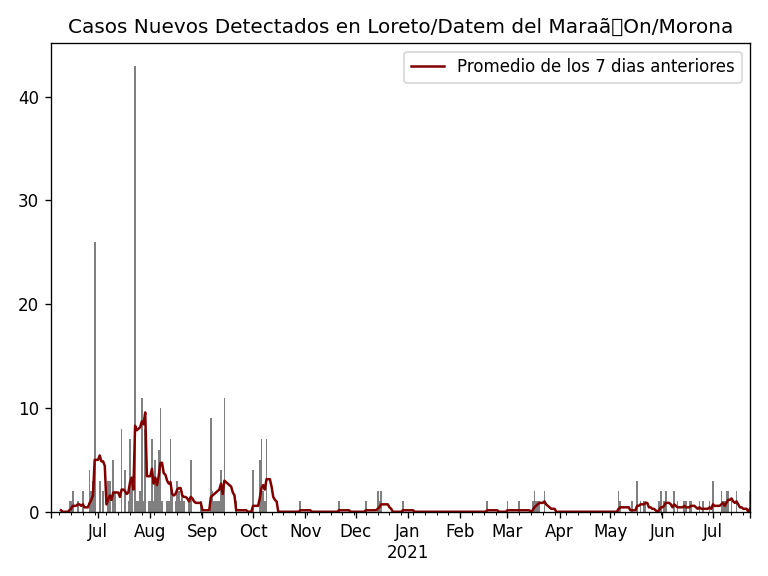 Casos Nuevos Detectados en Loreto/Datem del Maraã▯On/Morona
Promedio de los 7 dias anteriores
40
30
20
10
0
Jul Aug Sep Oct Nov Dec Jan Feb Mar Apr May Jun Jul
2021